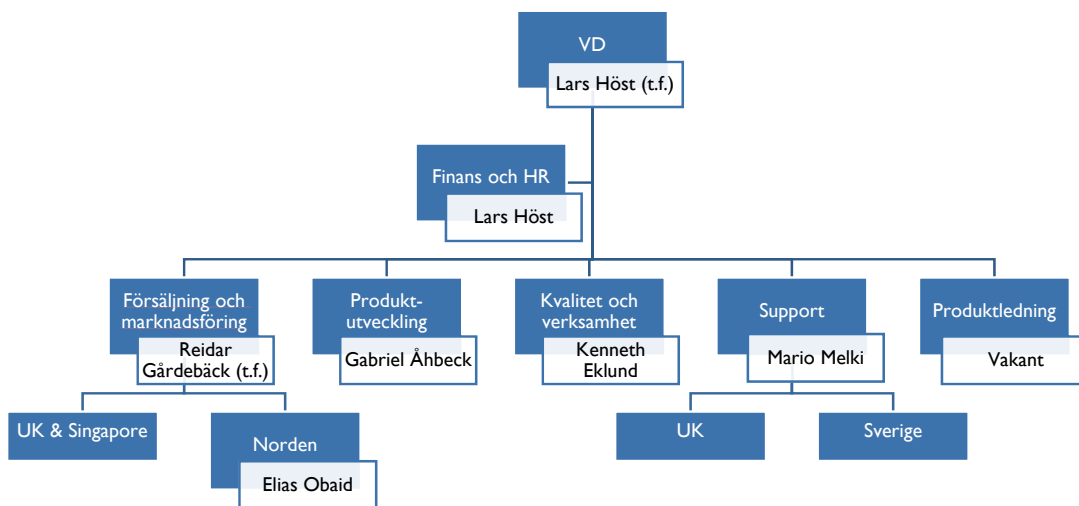 VD
Lars Höst (t.f.)
Finans och HR
Lars Höst
Försäljning och
marknadsföring
Reidar
Gårdebäck (t.f.)
Produkt-
utveckling
Gabriel Åhbeck
Kvalitet och
verksamhet
Kenneth
Eklund
Support
Mario Melki
Produktledning
Vakant
UK & Singapore
Norden
Elias Obaid
UK
Sverige